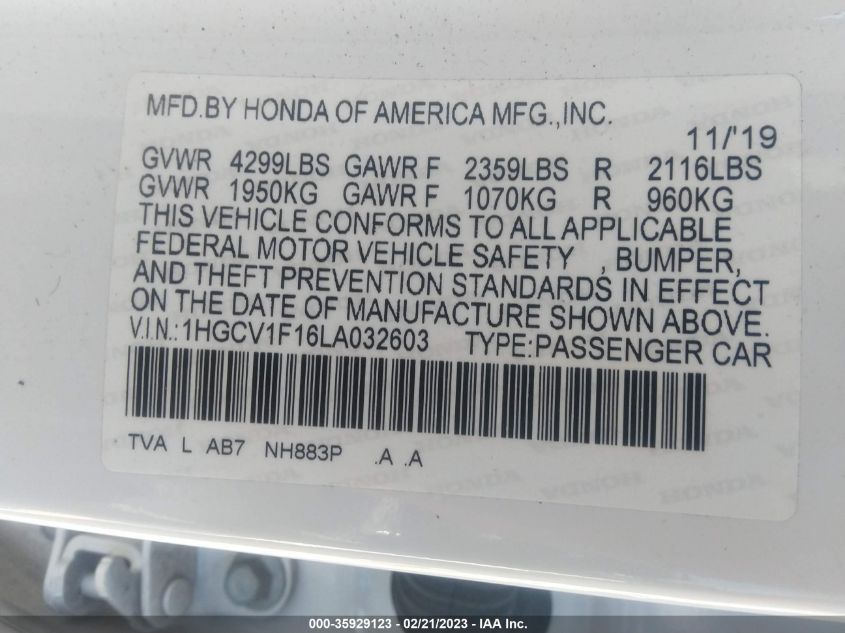 MFD.BY HONDA OF AMERICA MFG.,INC.
11/'19
GVWR 4299LBS GAWR F 2359LBS R 2116LBS
GVWR 1950KG GAWR F 1070KG R 960KG
THIS VEHICLE CONFORMS TO ALL APPLICABLE
FEDERAL MOTOR VEHICLE SAFETY , BUMPER,
AND THEFT PREVENTION STANDARDS IN EFFECT
ON THE DATE OF MANUFACTURE SHOWN ABOVE.
V.I.N.:1HGCV1F16LA032603 TYPE:PASSENGER CAR
TVA L AB7 NH883P .A .A
000-35929123 - 02/21/2023 - IAAI.com